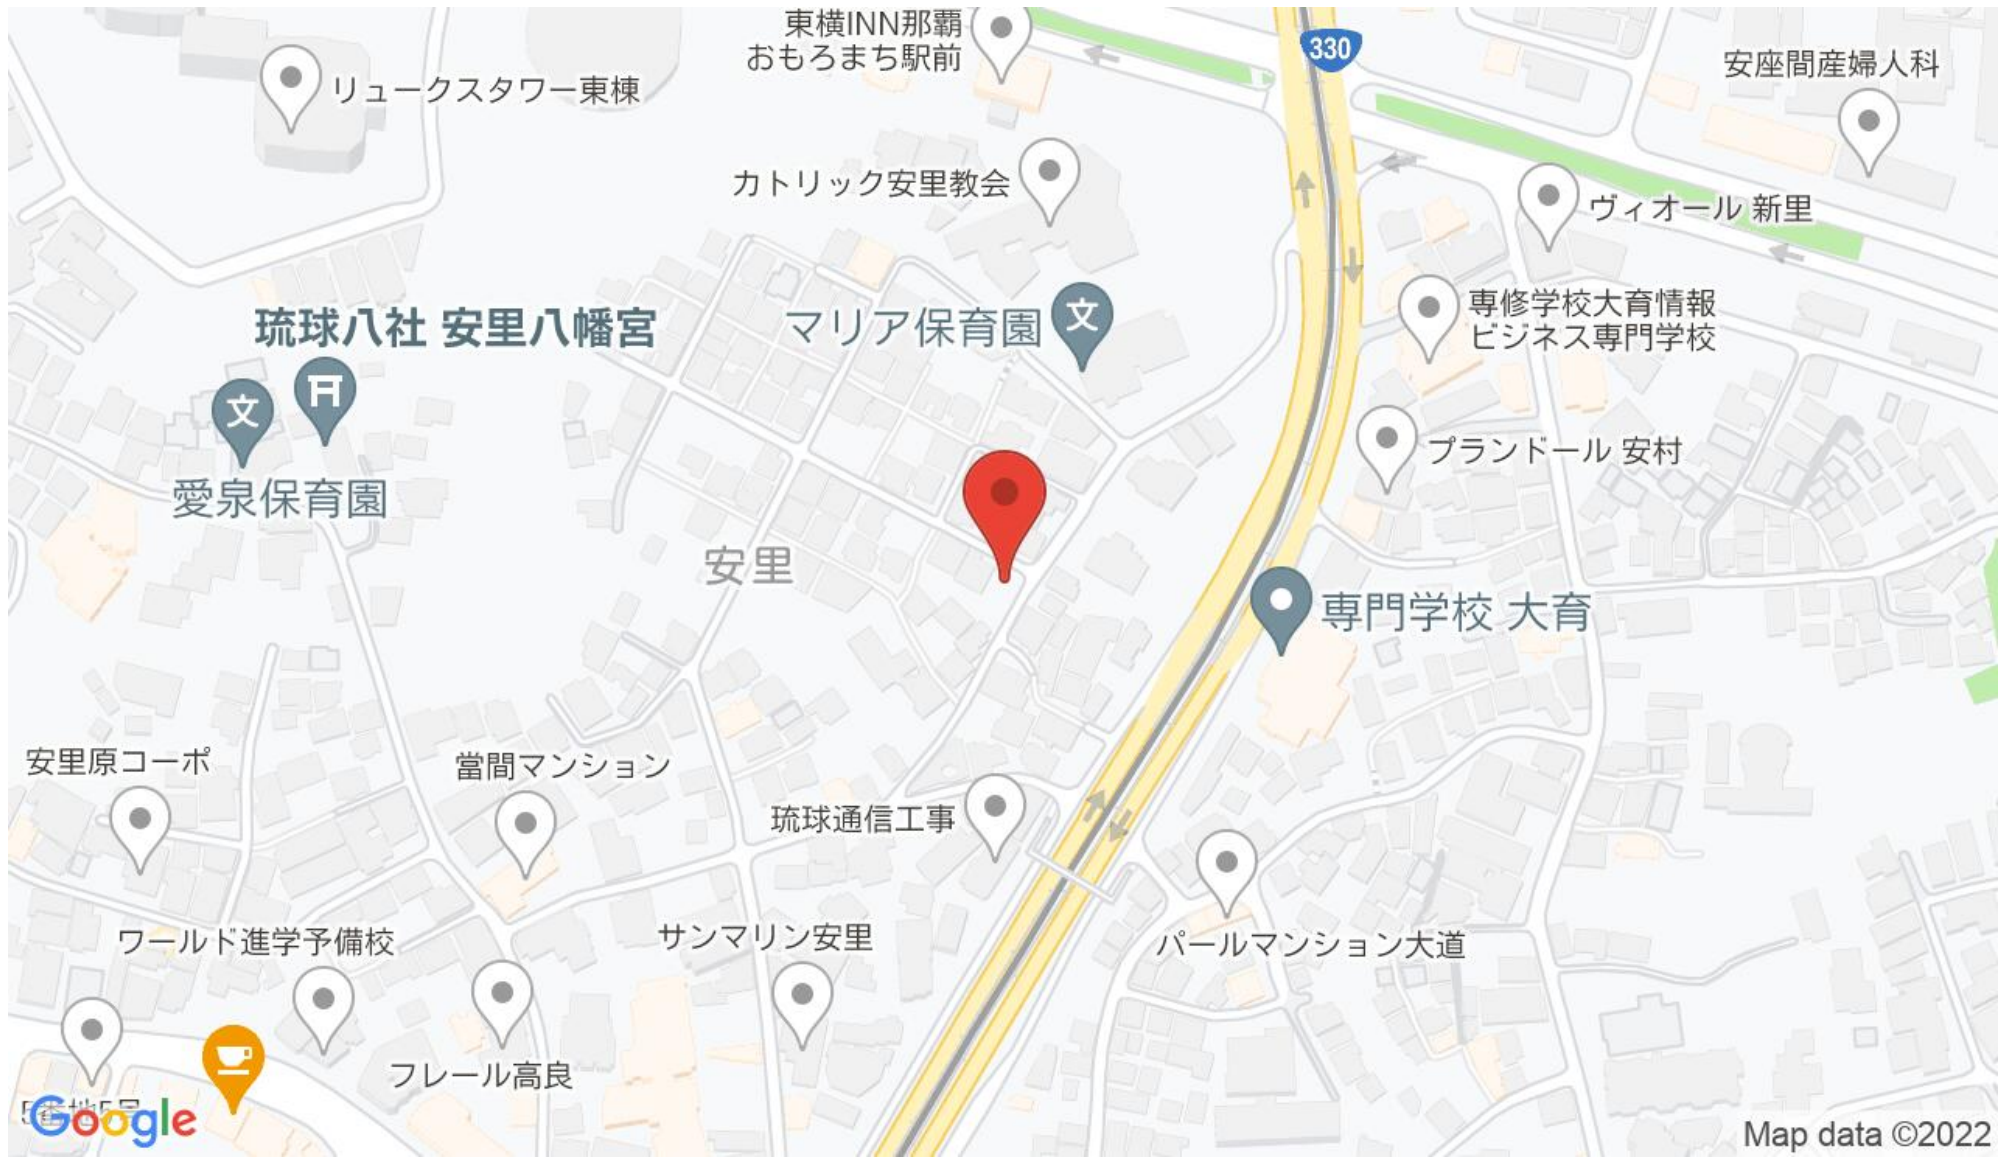 東横INN那覇
おもろまち駅前
330
安座間産婦人科
リュークスタワー東棟
カトリック安里教会
ヴィオール 新里
琉球八社 安里八幡宮
マリア保育園
文
専修学校大育情報
ビジネス専門学校
文
愛泉保育園
プランドール 安村
安里
専門学校 大育
安里原コーポ
當間マンション
琉球通信工事
ワールド進学予備校
サンマリン安里
パールマンション大道
フレール高良
Google
Map data ©2022